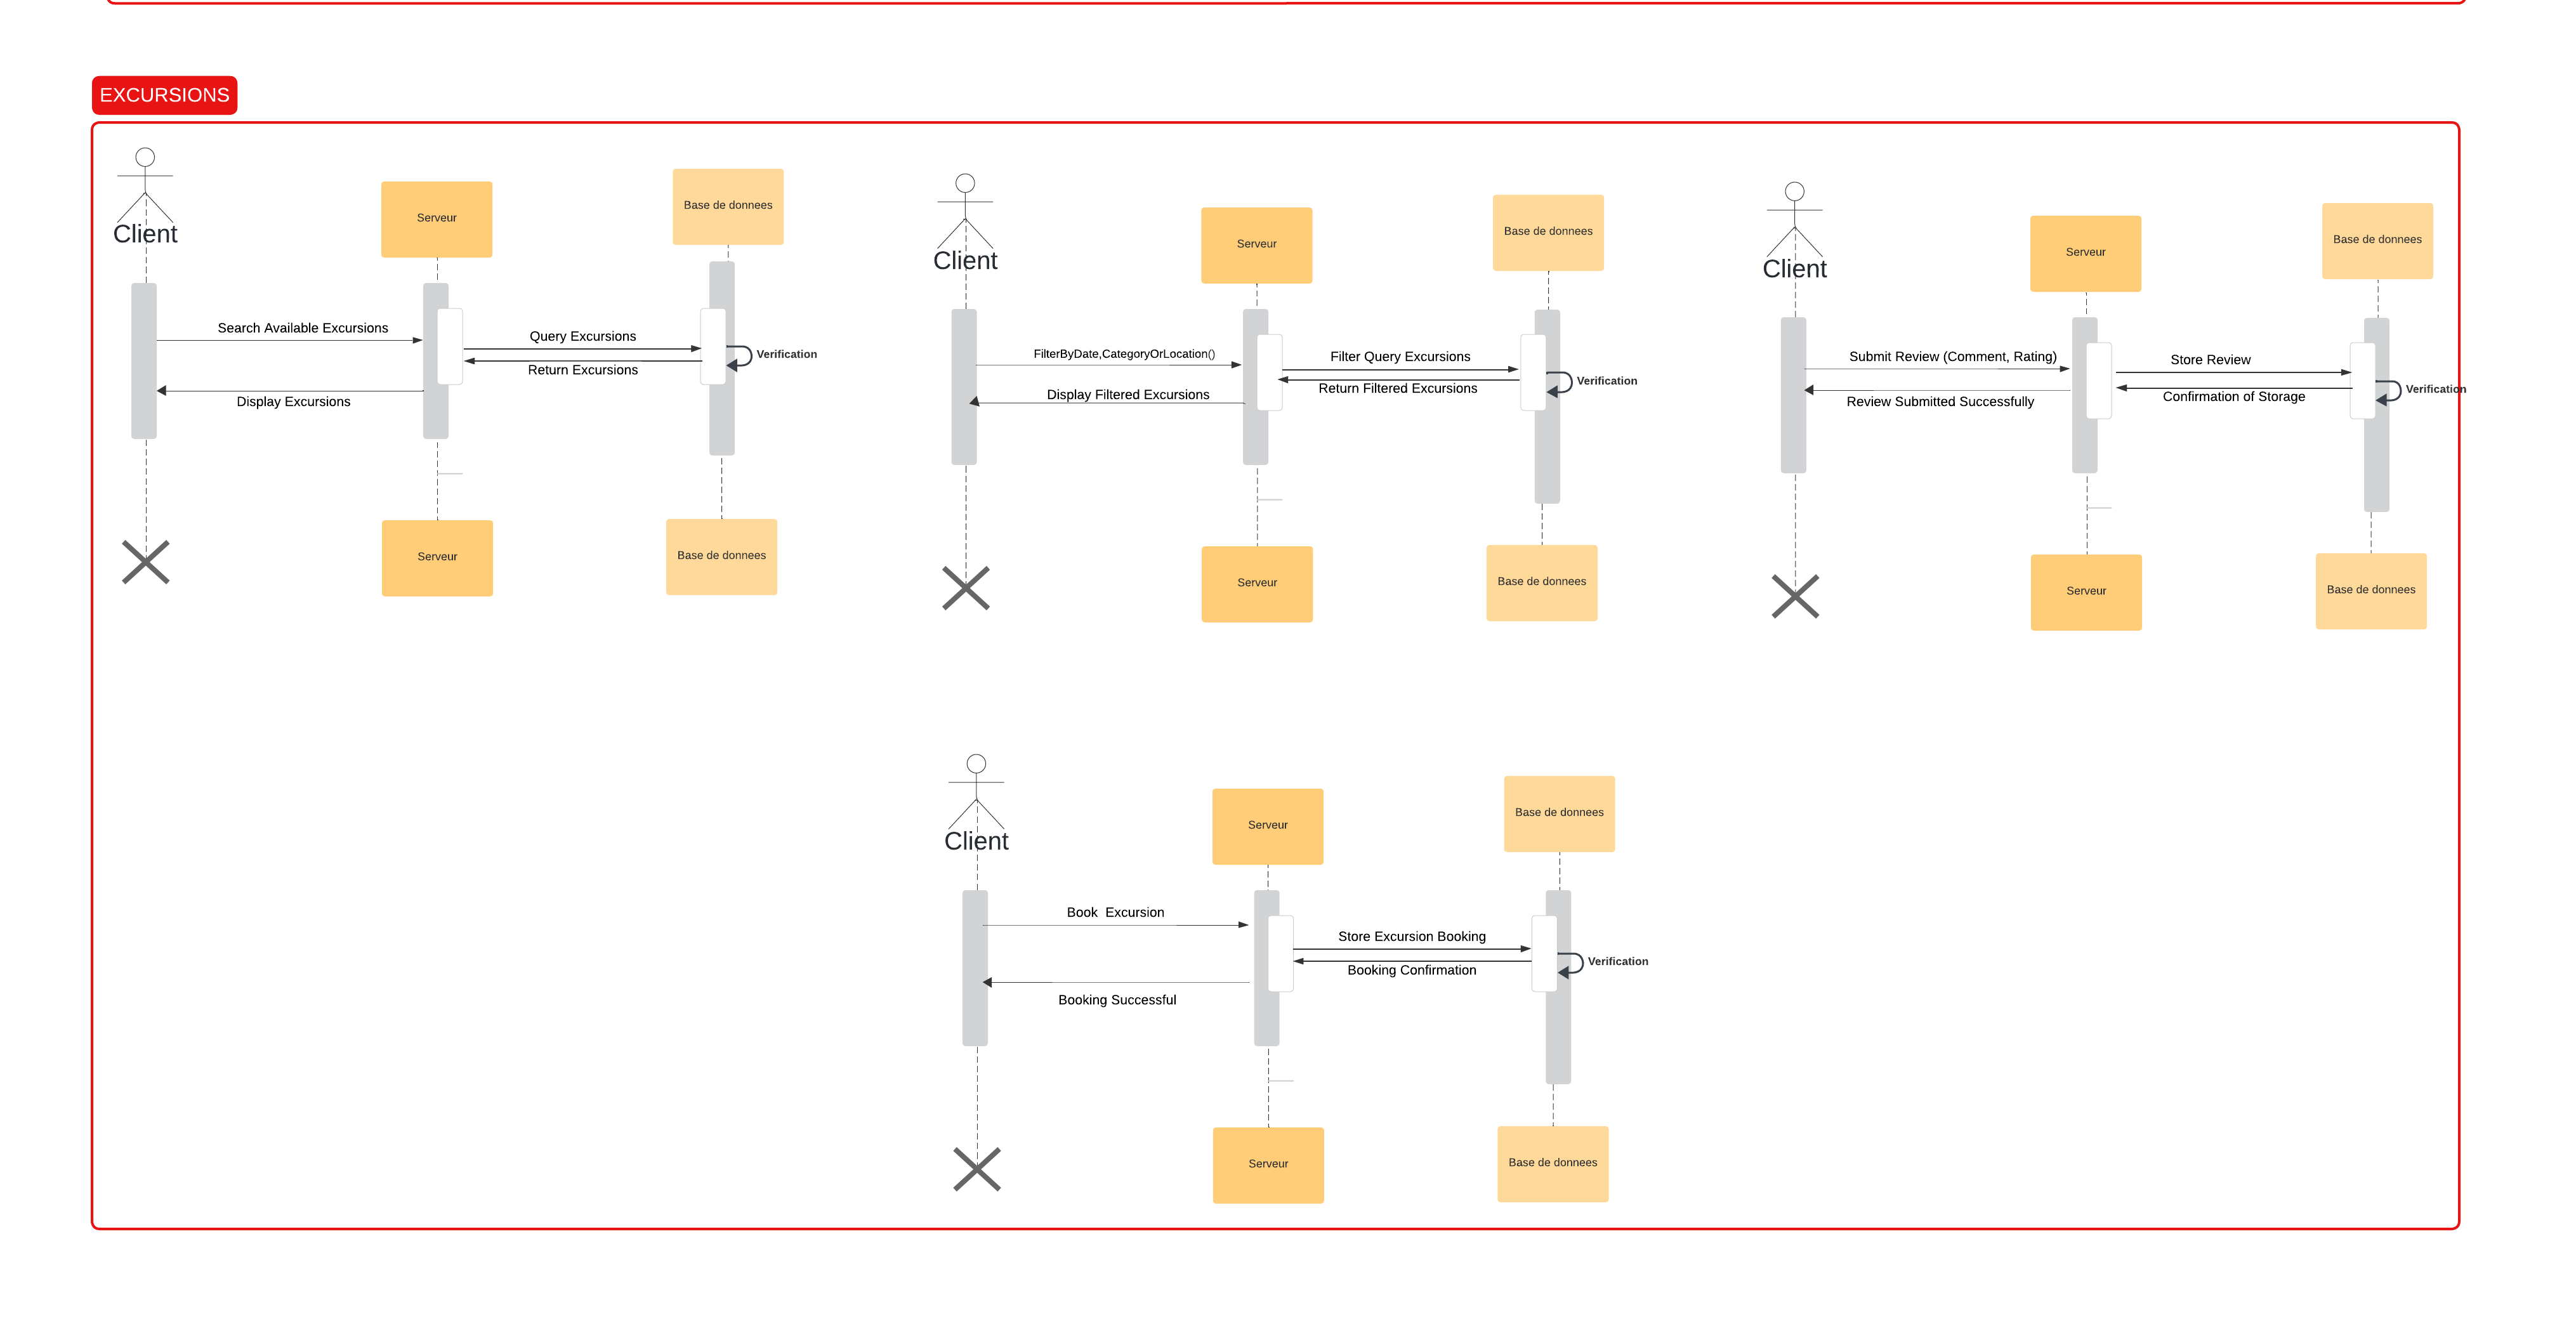 EXCURSIONS
Client
Serveur
Base de donnees
Search Available Excursions
Query Excursions
Verification
Return Excursions
Display Excursions
Serveur
Base de donnees
Client
Serveur
Base de donnees
FilterByDate,CategoryOrLocation()
Filter Query Excursions
Verification
Return Filtered Excursions
Display Filtered Excursions
Serveur
Base de donnees
Client
Serveur
Base de donnees
Submit Review (Comment, Rating)
Store Review
Verification
Confirmation of Storage
Review Submitted Successfully
Serveur
Base de donnees
Client
Serveur
Base de donnees
Book  Excursion
Store Excursion Booking
Verification
Booking Confirmation
Booking Successful
Serveur
Base de donnees